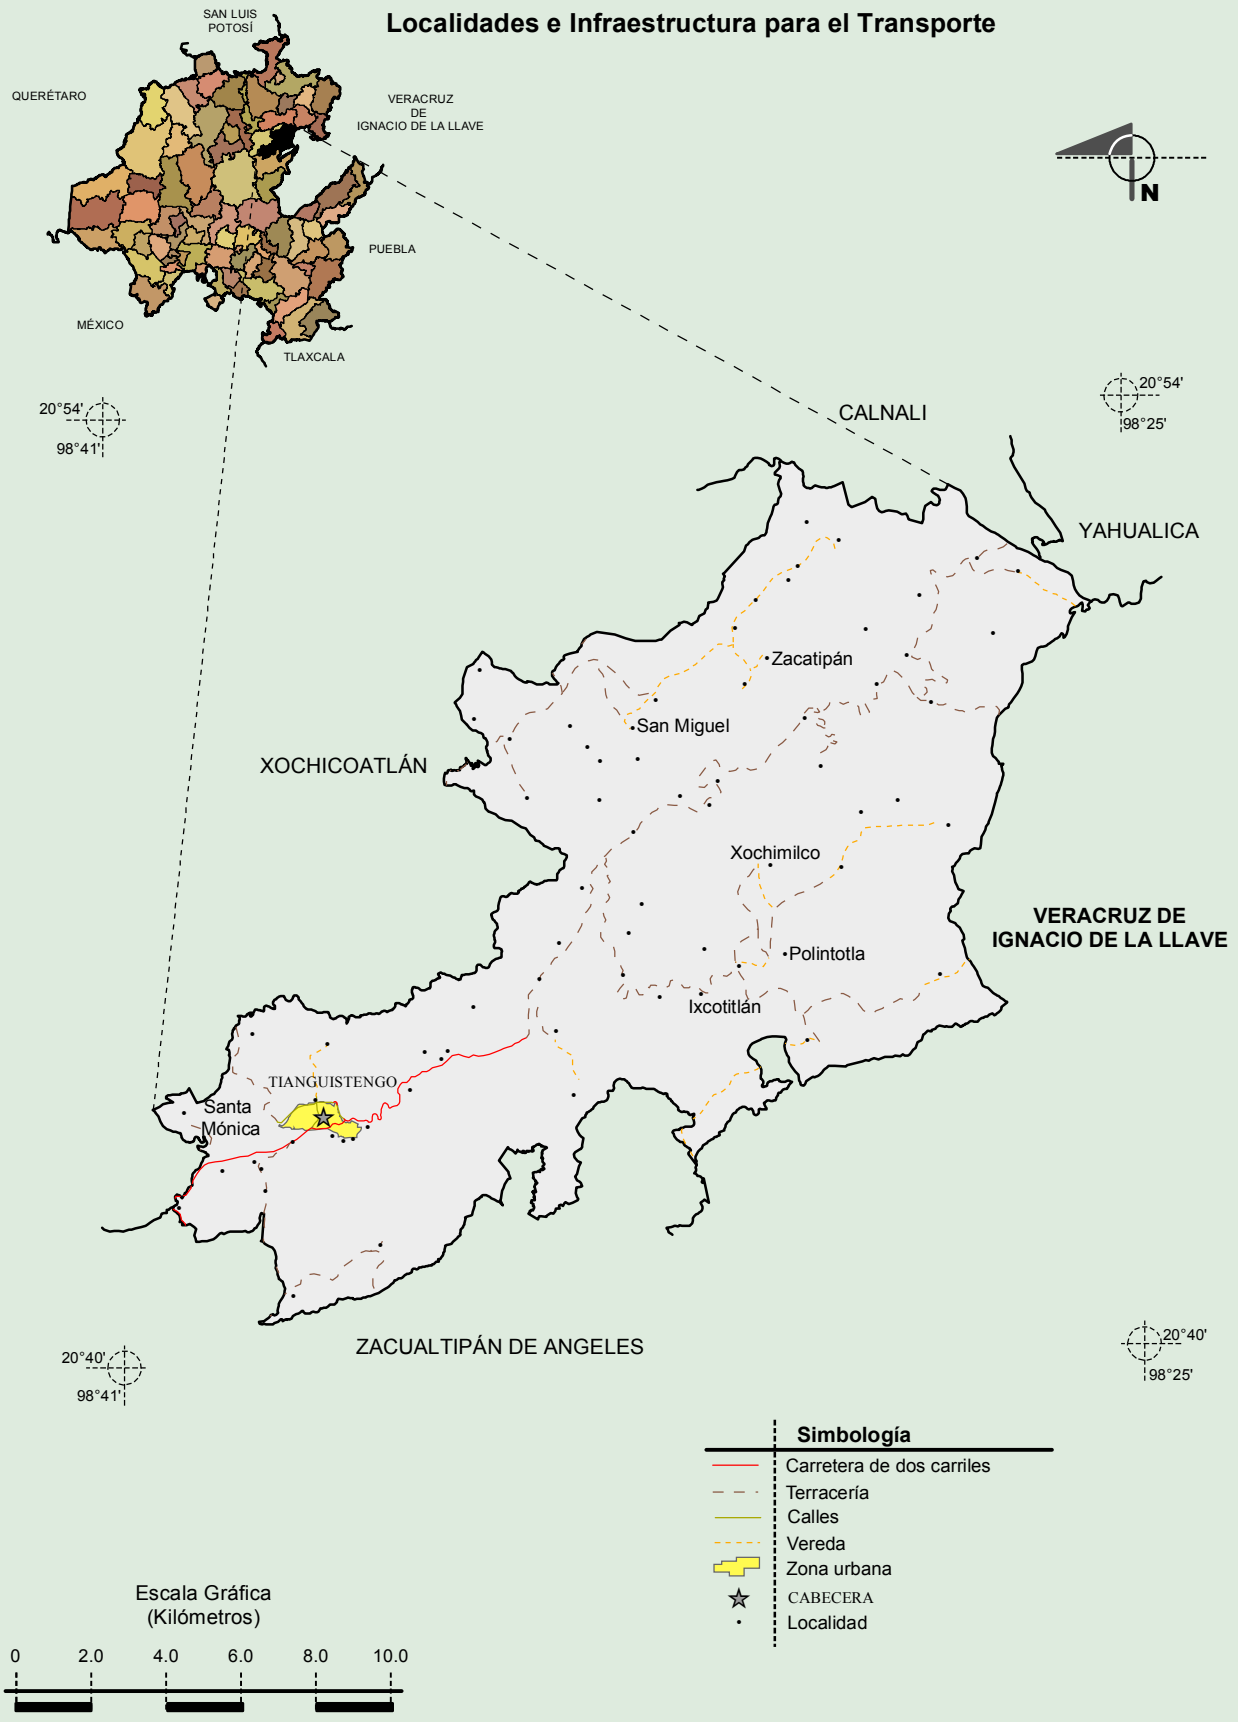 Localidades e Infraestructura para el Transporte
SAN LUIS
POTOSÍ
QUERÉTARO
VERACRUZ
DE
IGNACIO DE LA LLAVE
PUEBLA
MÉXICO
TLAXCALA
N
20°54'
98°41'
20°54'
98°25'
CALNALI
YAHUALICA
Zacatipán
San Miguel
XOCHICOATLÁN
Xochimilco
VERACRUZ DE
IGNACIO DE LA LLAVE
Polintotla
Ixcotitlán
TIANGUISTENGO
Santa
Mónica
ZACUALTIPÁN DE ANGELES
20°40'
98°41'
20°40'
98°25'
Simbología
Carretera de dos carriles
Terracería
Calles
Vereda
Zona urbana
CABECERA
Localidad
Escala Gráfica
(Kilómetros)
0 2.0 4.0 6.0 8.0 10.0